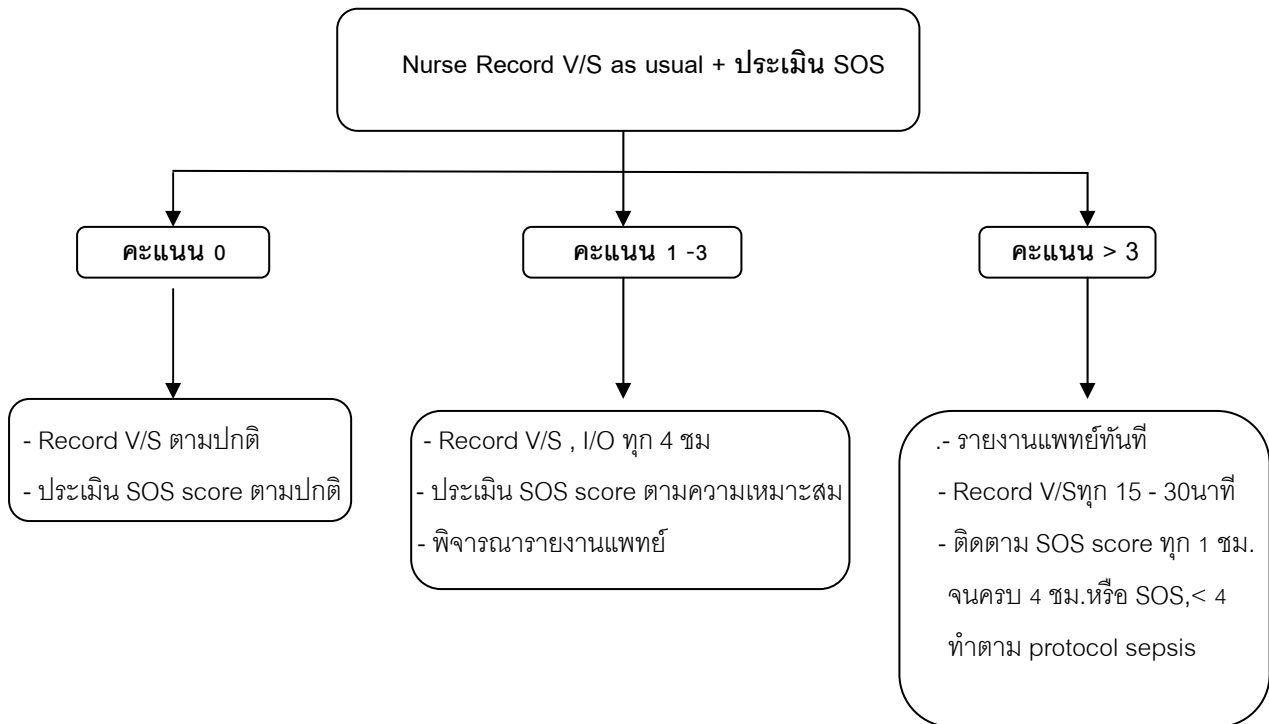 Nurse Record V/S as usual + ประเมิน SOS
คะแนน 0
คะแนน 1 -3
คะแนน > 3
- Record V/S ตามปกติ
- ประเมิน SOS score ตามปกติ
- Record V/S , I/O ทุก 4 ชม
- ประเมิน SOS score ตามความเหมาะสม
- พิจารณารายงานแพทย์
.- รายงานแพทย์ทันที
- Record V/Sทุก 15 - 30นาที
- ติดตาม SOS score ทุก 1 ชม.
จนครบ 4 ชม.หรือ SOS,< 4
ทำตาม protocol sepsis